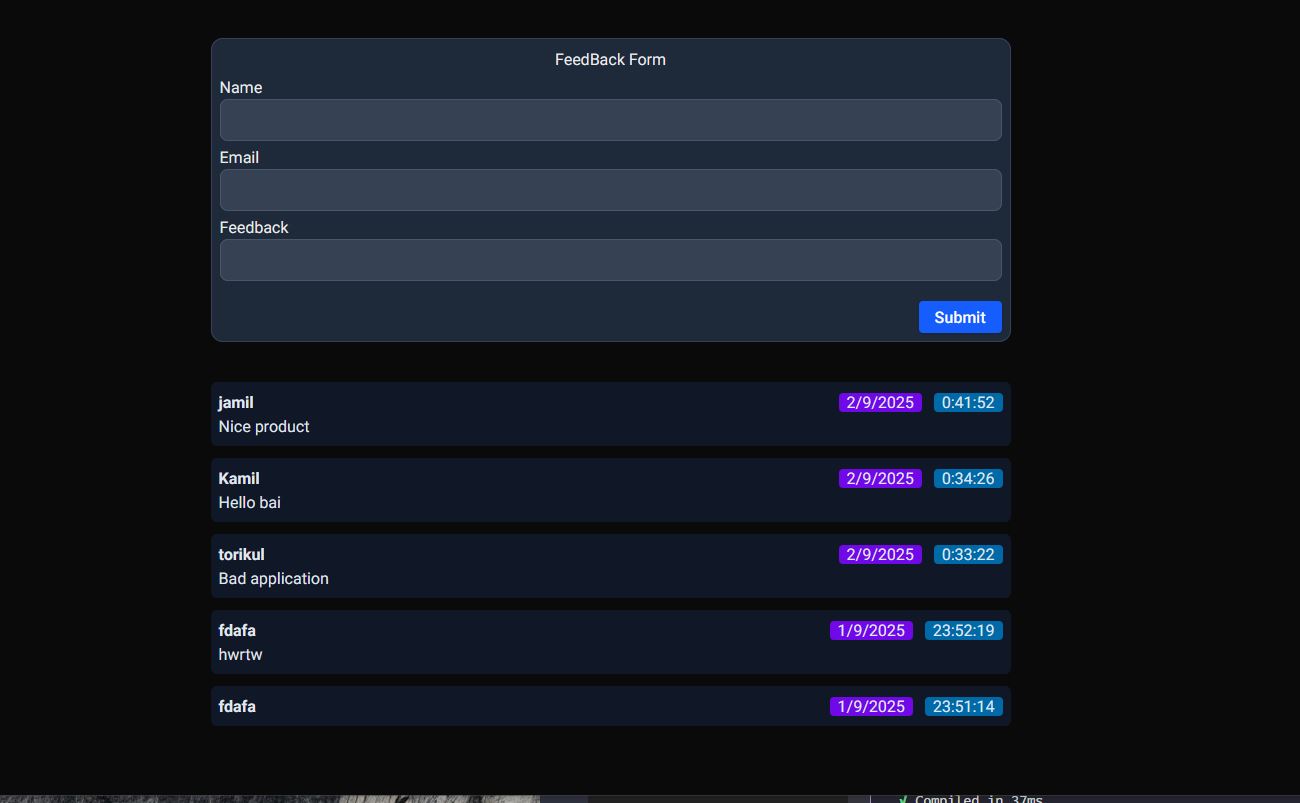 FeedBack Form
Name
Email
Feedback
Submit
jamil 2/9/2025 0:41:52
Nice product
Kamil 2/9/2025 0:34:26
Hello bai
torikul 2/9/2025 0:33:22
Bad application
fdafa 1/9/2025 23:52:19
hwrtw
fdafa 1/9/2025 23:51:14
✓ Compiled in 37ms